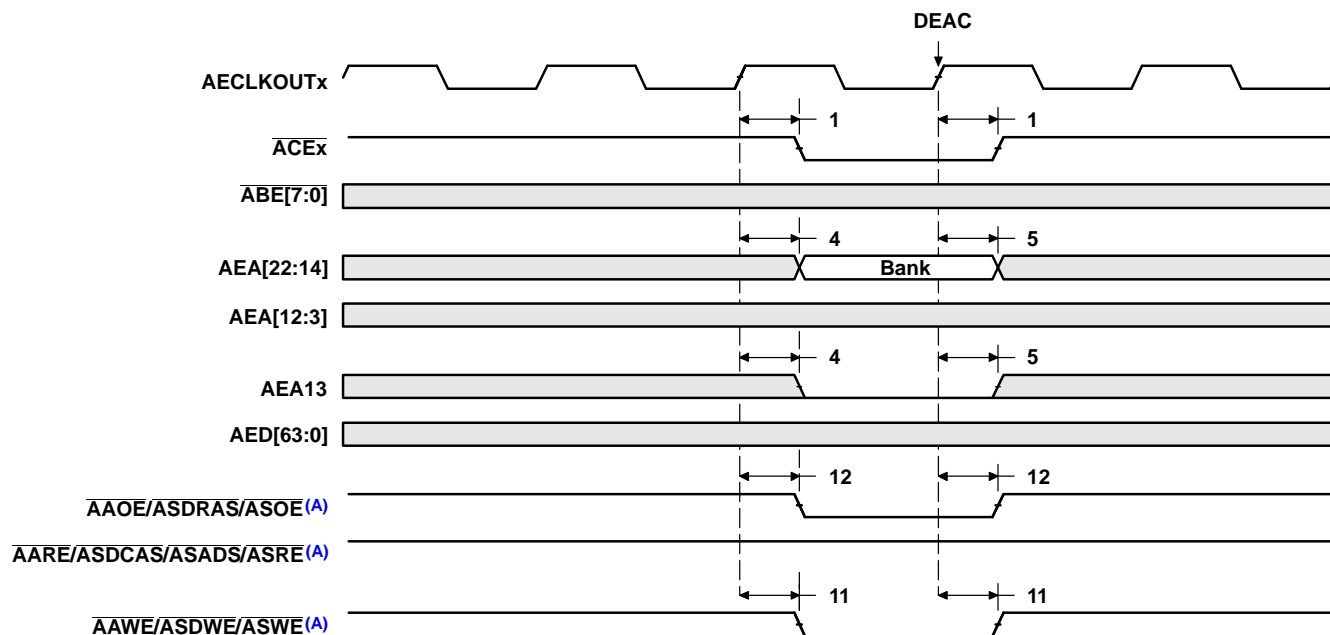 DEAC
AECLKOUTx
1 1
ACEx
ABE[7:0]
4 5
AEA[22:14] Bank
AEA[12:3]
4 5
AEA13
AED[63:0]
12 12
AAOE/ASDRAS/ASOE(A)
AARE/ASDCAS/ASADS/ASRE(A)
11 11
AAWE/ASDWE/ASWE(A)